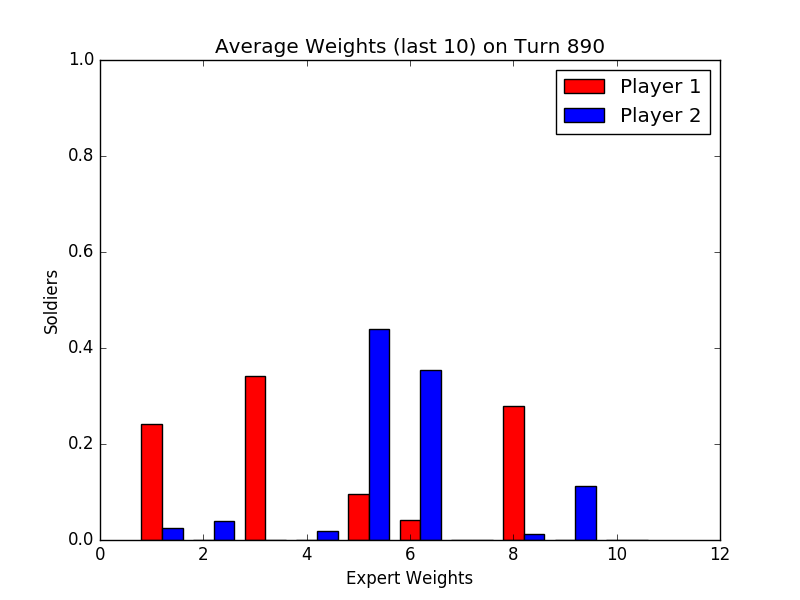 Average Weights (last 10) on Turn 890
Player 1
Player 2
1.0
0.8
0.6
0.4
0.2
0.0
Soldiers
0 2 4 6 8 10 12
Expert Weights